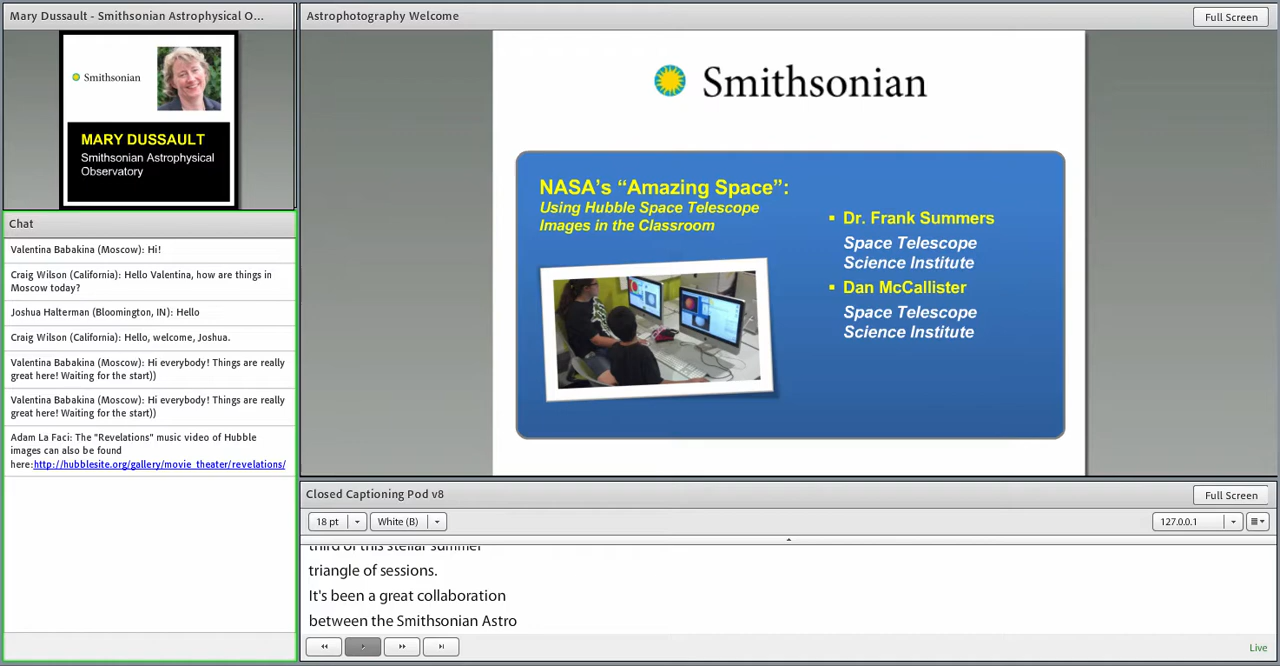 Mary Dussault - Smithsonian Astrophysical O...
Smithsonian
MARY DUSSAULT
Smithsonian Astrophysical
Observatory
Chat
Valentina Babakina (Moscow): Hi!
Craig Wilson (California): Hello Valentina, how are things in
Moscow today?
Joshua Halterman (Bloomington, IN): Hello
Craig Wilson (California): Hello, welcome, Joshua.
Valentina Babakina (Moscow): Hi everybody! Things are really
great here! Waiting for the start))
Valentina Babakina (Moscow): Hi everybody! Things are really
great here! Waiting for the start))
Adam La Faci: The "Revelations" music video of Hubble
images can also be found
here:http://hubblesite.org/gallery/movie_theater/revelations/
Astrophotography Welcome
Full Screen
Smithsonian
NASA's “Amazing Space”:
Using Hubble Space Telescope
Images in the Classroom
▪ Dr. Frank Summers
Space Telescope
Science Institute
▪ Dan McCallister
Space Telescope
Science Institute
Closed Captioning Pod v8
Full Screen
18 pt
White (B)
127.0.0.1
third of this stellar summer
triangle of sessions.
It's been a great collaboration
between the Smithsonian Astro
Live